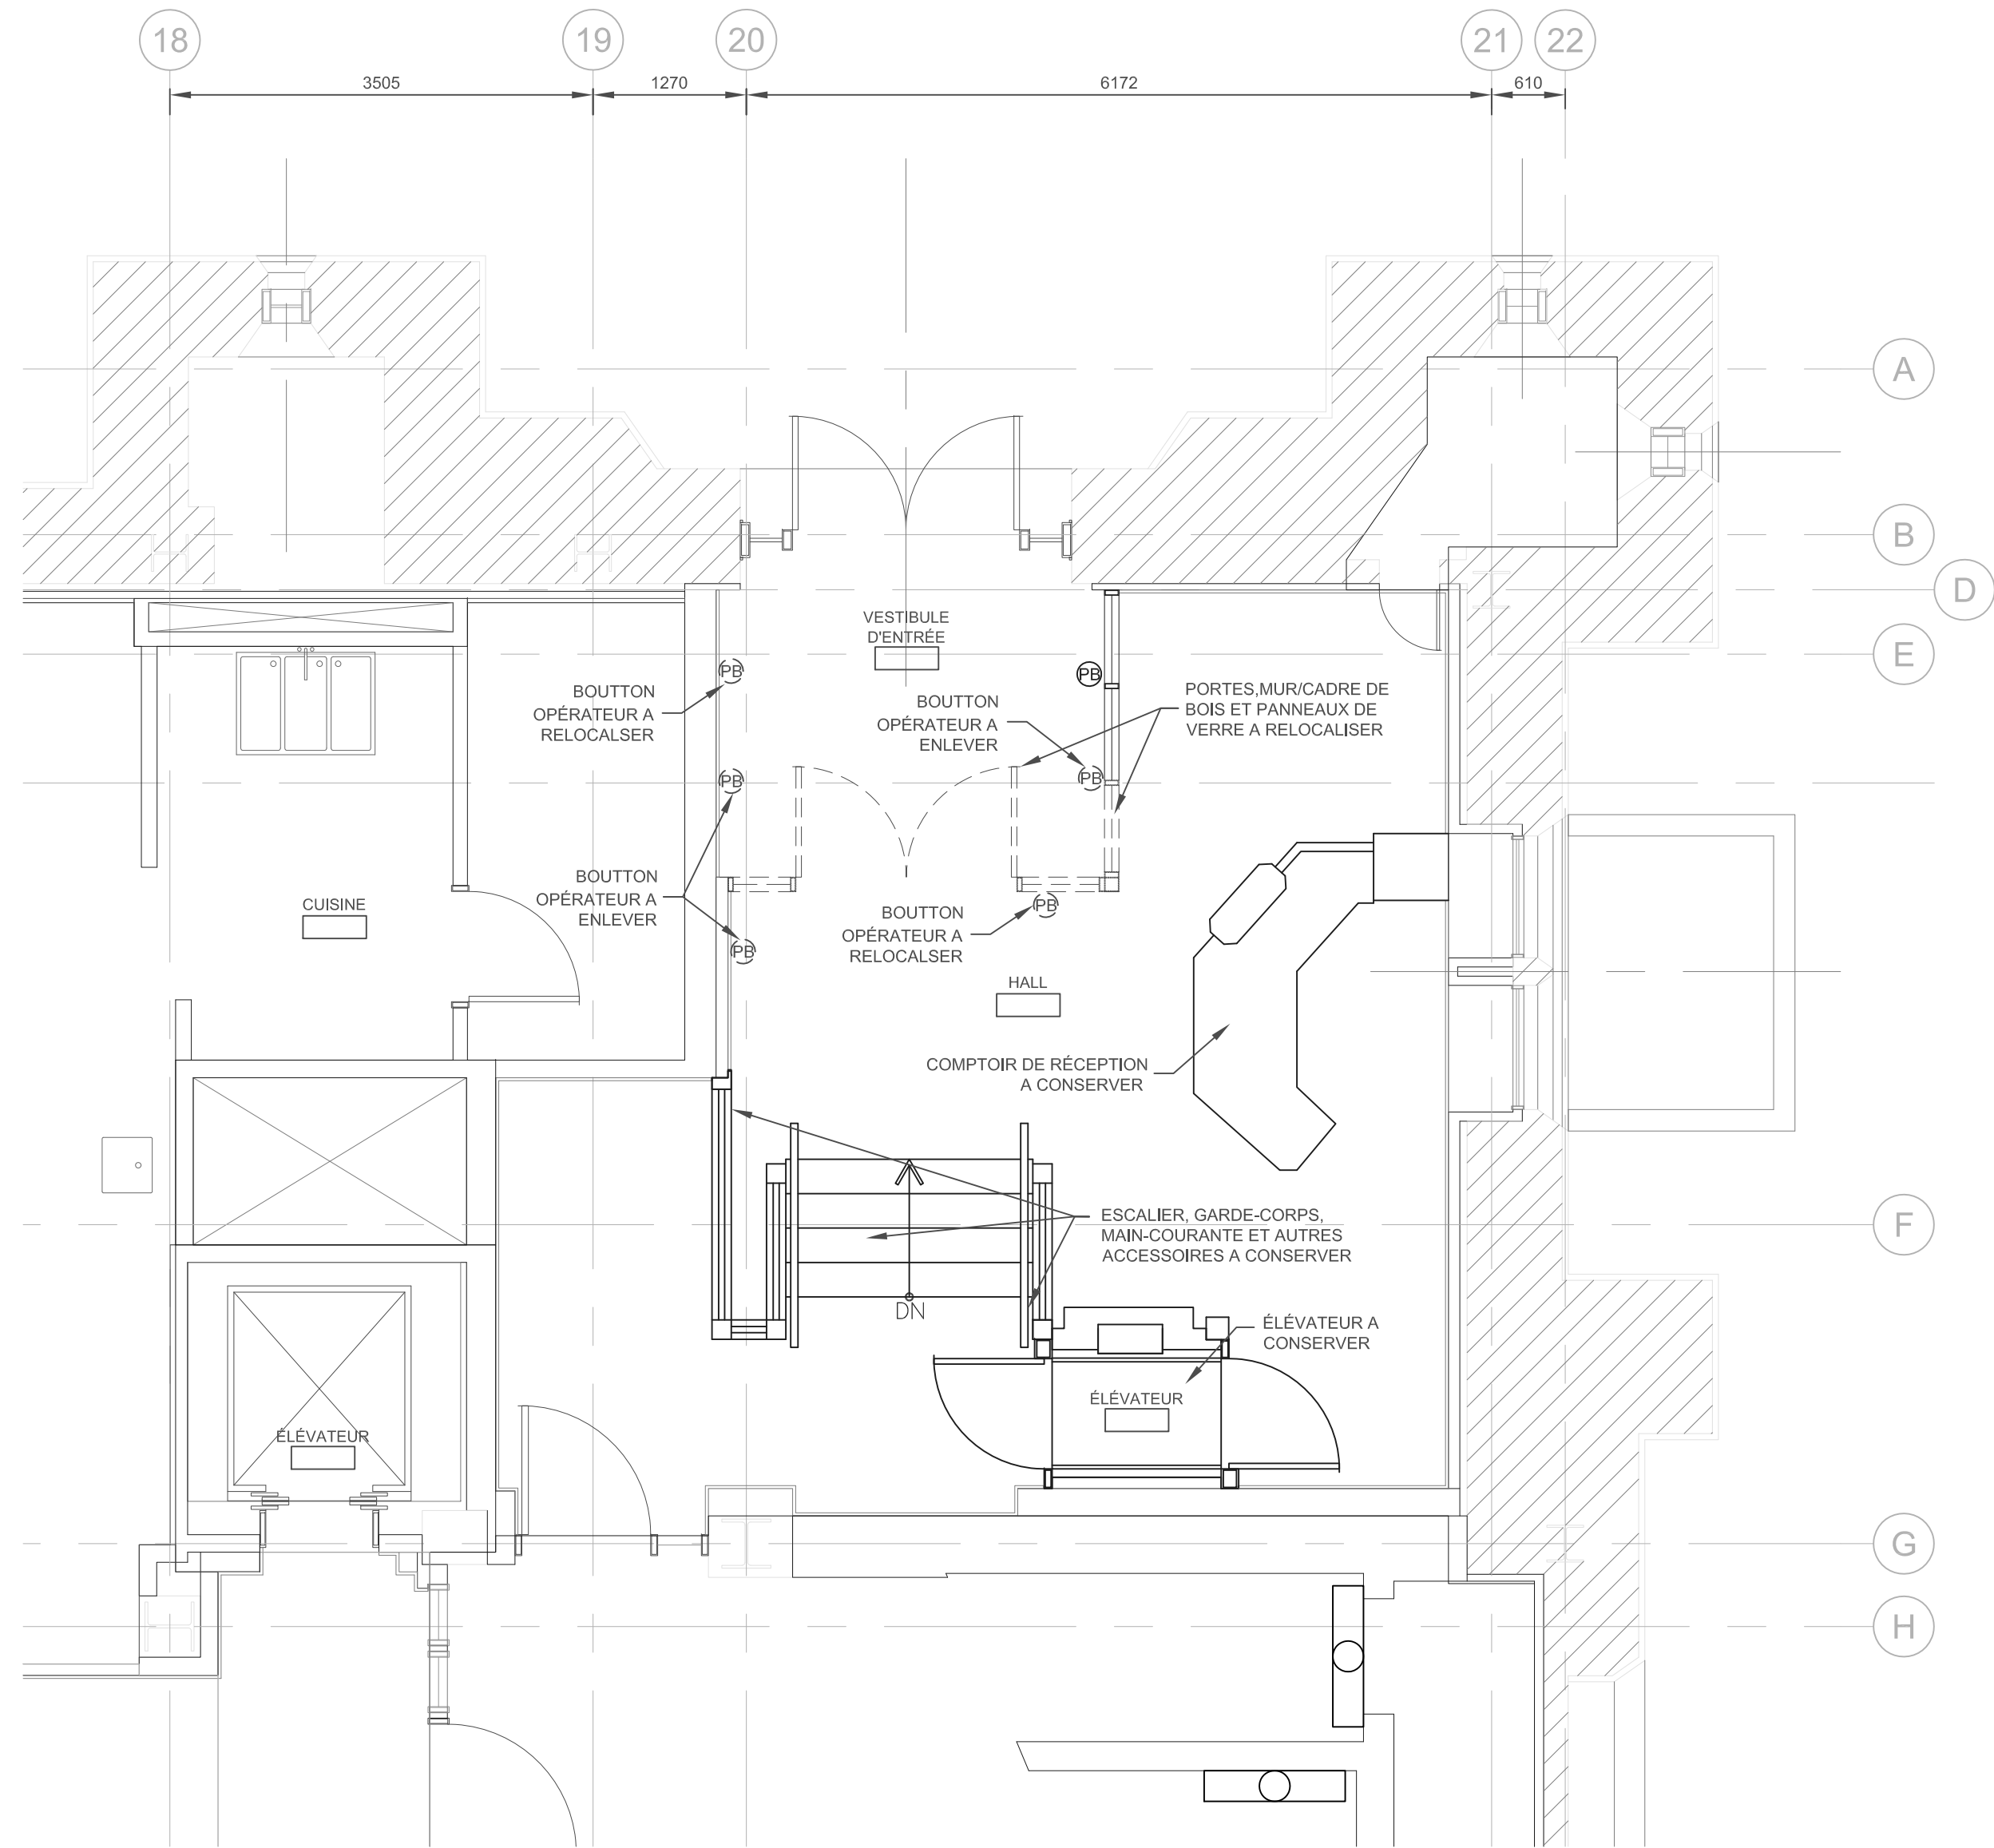 18
19
20
21
22
3505
1270
6172
610
A
B
D
E
F
G
H
VESTIBULE
D'ENTRÉE
PB
PB
BOUTTON
OPÉRATEUR A
RELOCALSER
BOUTTON
OPÉRATEUR A
ENLEVER
PORTES,MUR/CADRE DE
BOIS ET PANNEAUX DE
VERRE A RELOCALISER
PB
PB
BOUTTON
OPÉRATEUR A
ENLEVER
CUISINE
PB
BOUTTON
OPÉRATEUR A
RELOCALSER
PB
HALL
COMPTOIR DE RÉCEPTION
A CONSERVER
ESCALIER, GARDE-CORPS,
MAIN-COURANTE ET AUTRES
ACCESSOIRES A CONSERVER
DN
ÉLÉVATEUR A
CONSERVER
ÉLÉVATEUR
ÉLÉVATEUR